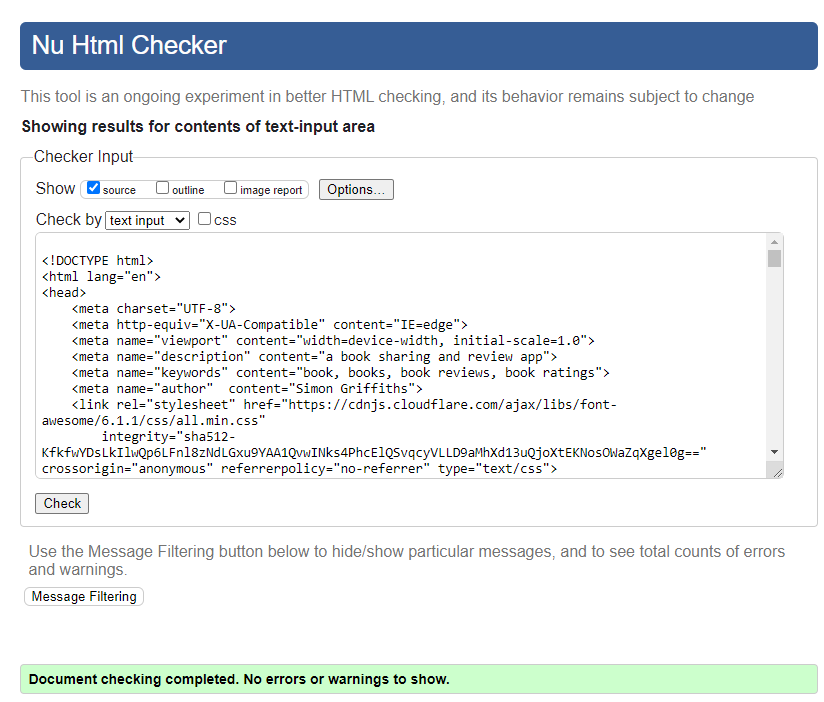 Nu Html Checker
This tool is an ongoing experiment in better HTML checking, and its behavior remains subject to change
Showing results for contents of text-input area
Checker Input
Show source outline image report Options...
Check by text input css
<!DOCTYPE html>
<html lang="en">
<head>
    <meta charset="UTF-8">
    <meta http-equiv="X-UA-Compatible" content="IE=edge">
    <meta name="viewport" content="width=device-width, initial-scale=1.0">
    <meta name="description" content="a book sharing and review app">
    <meta name="keywords" content="book, books, book reviews, book ratings">
    <meta name="author"  content="Simon Griffiths">
    <link rel="stylesheet" href="https://cdnjs.cloudflare.com/ajax/libs/font-
awesome/6.1.1/css/all.min.css"
        integrity="sha512-
KfkfwYDsLkIlwQp6LFnl8zNdLGxu9YAA1QvwINks4PhcElQSvqcyVLLD9aMhXd13uQjoXtEKNosOWaZqXgel0g=="
crossorigin="anonymous" referrerpolicy="no-referrer" type="text/css">
Check
Use the Message Filtering button below to hide/show particular messages, and to see total counts of errors
and warnings.
Message Filtering
Document checking completed. No errors or warnings to show.